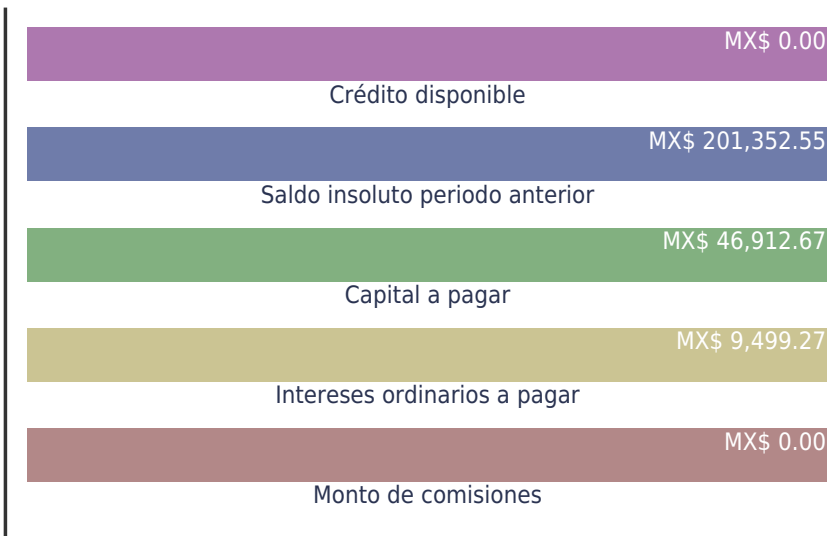 MX$ 0.00
Crédito disponible
MX$ 201,352.55
Saldo insoluto periodo anterior
MX$ 46,912.67
Capital a pagar
MX$ 9,499.27
Intereses ordinarios a pagar
MX$ 0.00
Monto de comisiones